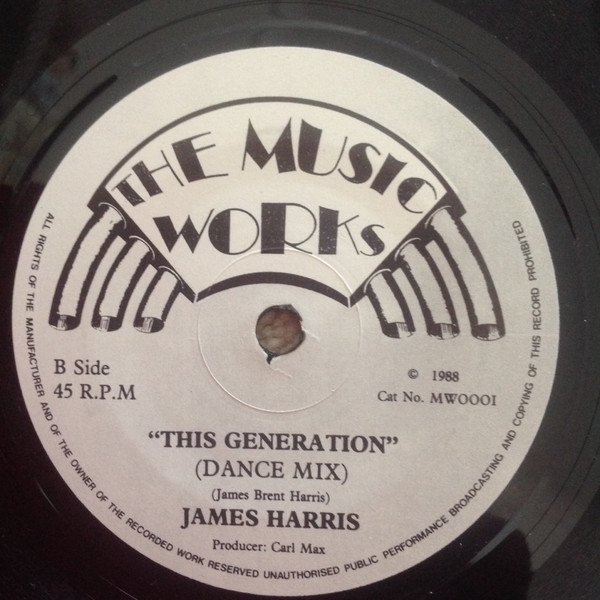 THE MUSIC
WORKS
B Side
45 R.P.M
© 1988
Cat No. MW0001
"THIS GENERATION"
(DANCE MIX)
(James Brent Harris)
JAMES HARRIS
Producer: Carl Max
ALL RIGHTS OF THE MANUFACTURER AND OF THE OWNER OF THE RECORDED WORK RESERVED UNAUTHORISED PUBLIC PERFORMANCE BROADCASTING AND COPYING OF THIS RECORD PROHIBITED